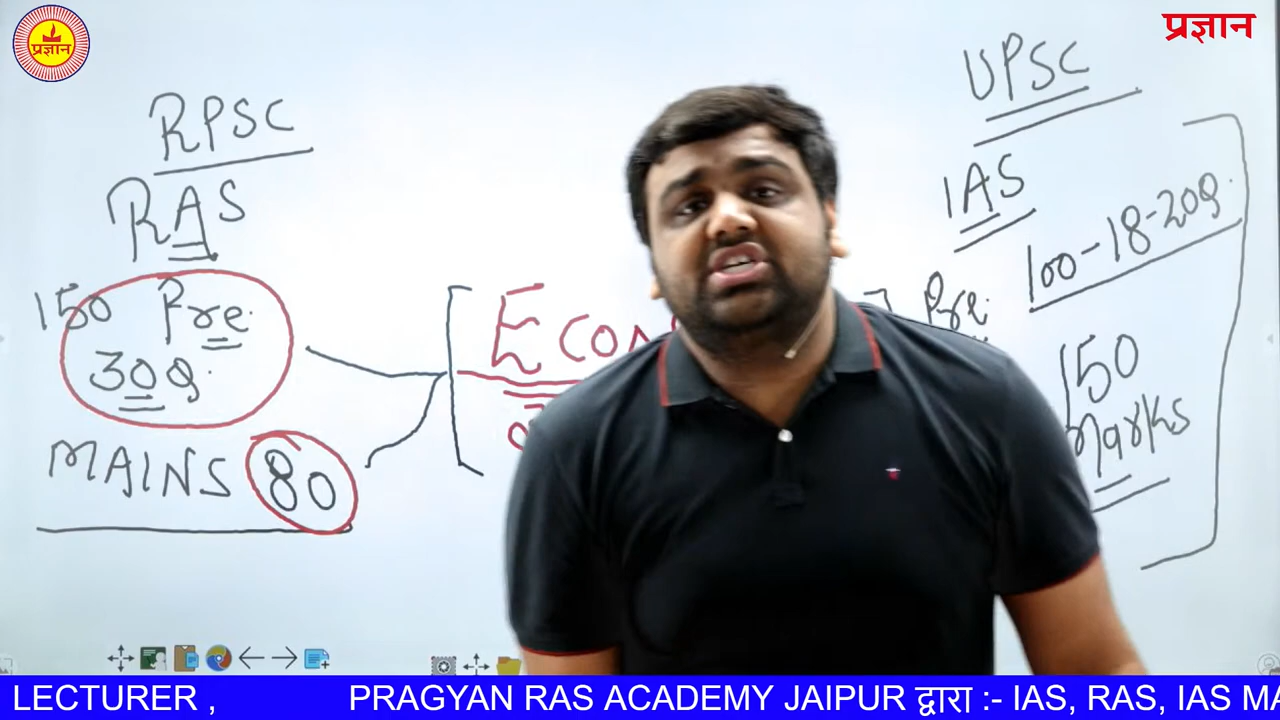 प्रज्ञान
प्रज्ञान
RPSC
RAS
150 Pre
30Q.
MAINS 80
UPSC
IAS
Pre.
100-18-20Q.
150
Marks
LECTURER , PRAGYAN RAS ACADEMY JAIPUR द्वारा :- IAS, RAS, IAS MA